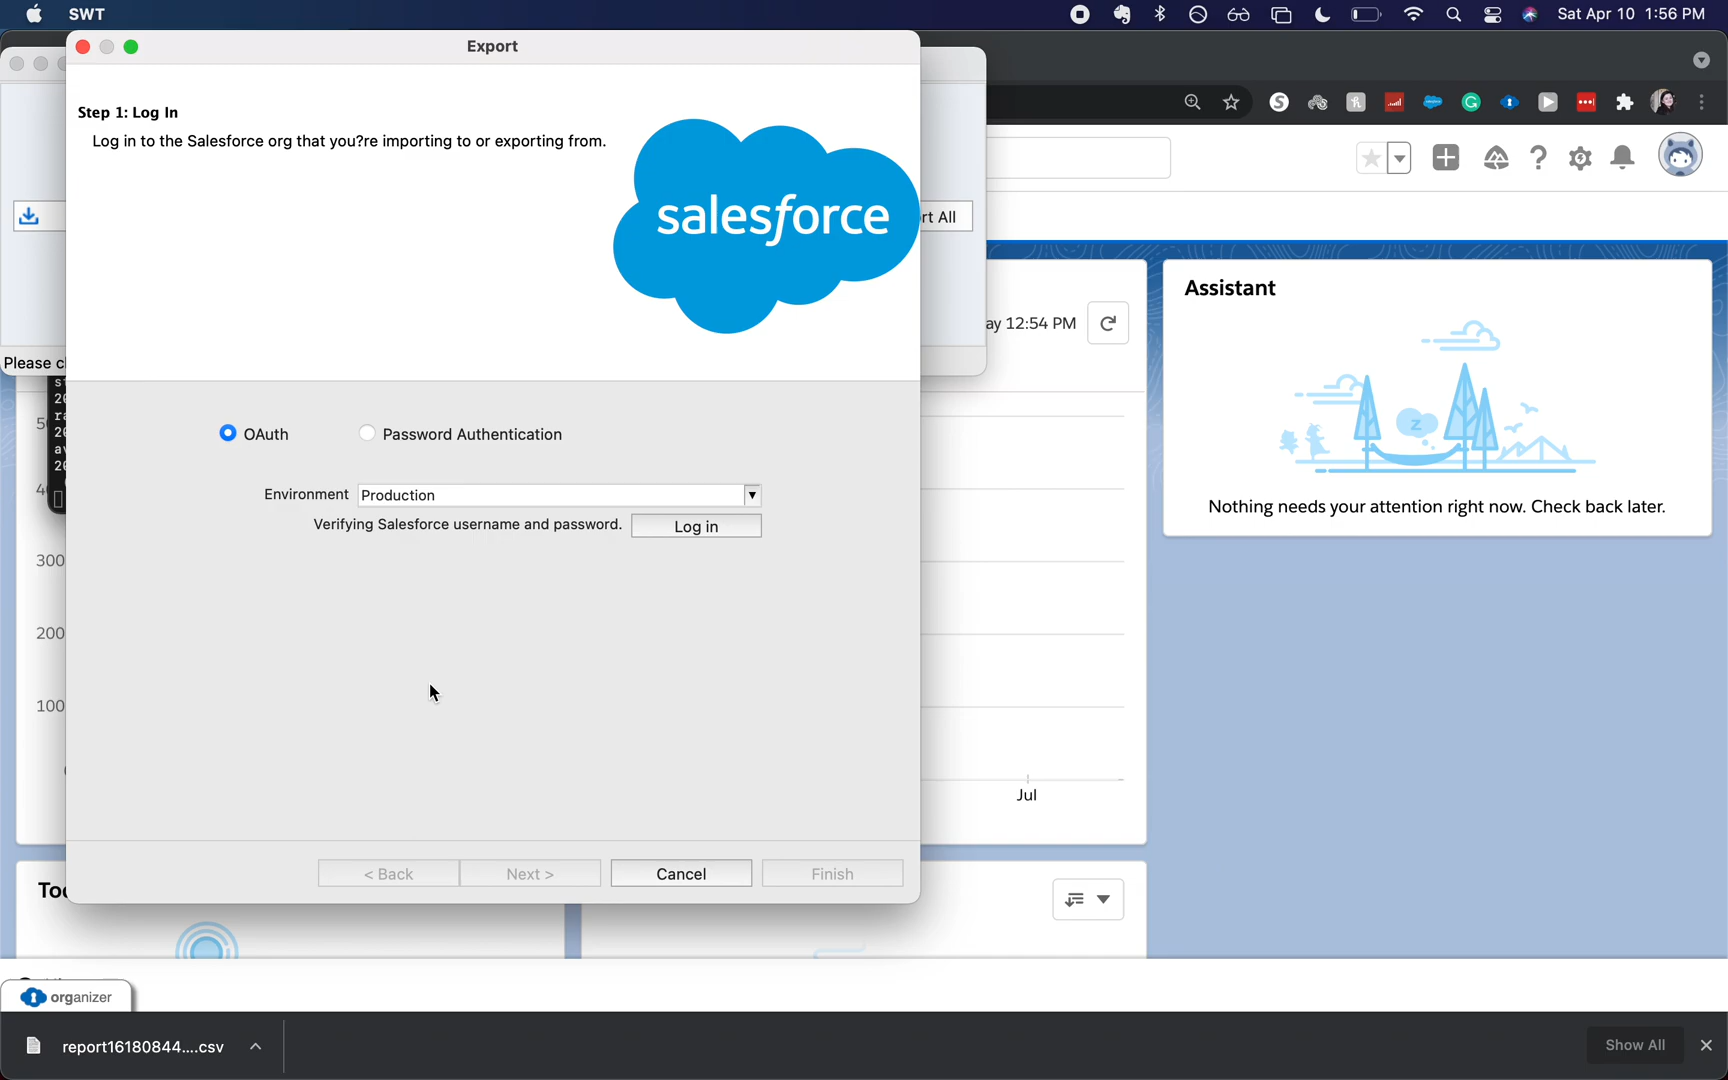 SWT
Sat Apr 10 1:56 PM
Export
Step 1: Log In
Log in to the Salesforce org that you?re importing to or exporting from.
salesforce
rt All
Assistant
ay 12:54 PM
Please cl
OAuth
Password Authentication
z
Environment Production
Nothing needs your attention right now. Check back later.
Verifying Salesforce username and password.
Log in
300
200
100
Jul
< Back
Next >
Cancel
Finish
organizer
report16180844....csv
Show All